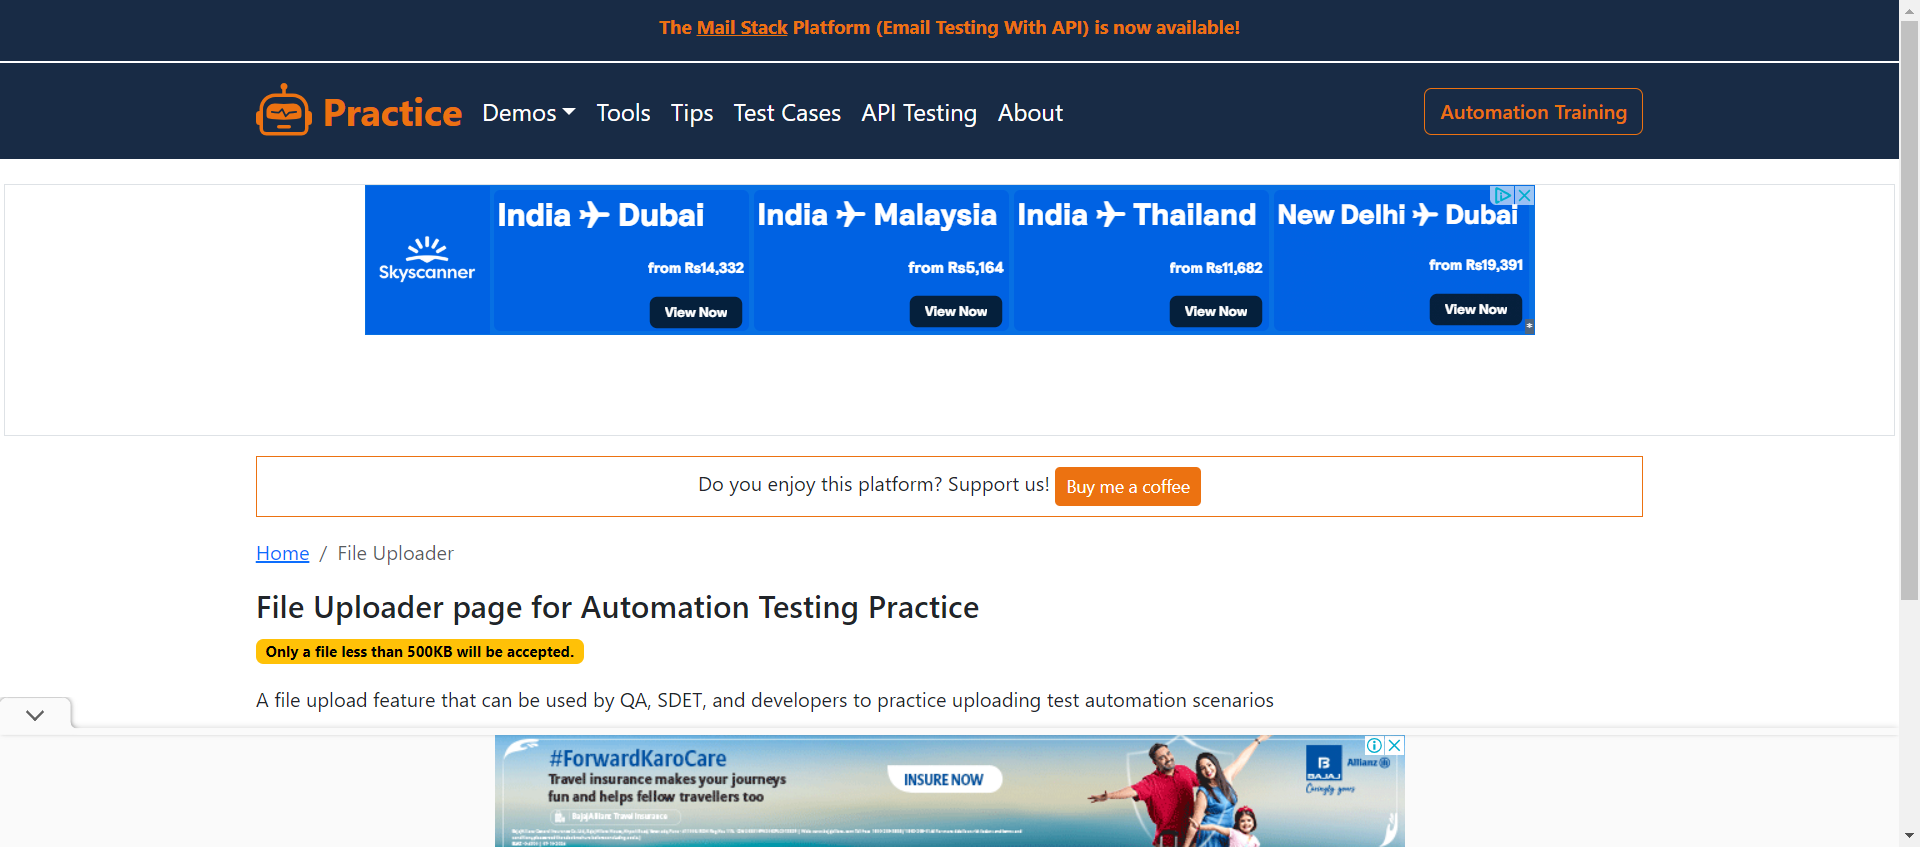 The Mail Stack Platform (Email Testing With API) is now available!
Practice Demos Tools Tips Test Cases API Testing About Automation Training
Skyscanner
India Dubai
from Rs14,332
View Now
India Malaysia
from Rs5,164
View Now
India Thailand
from Rs11,682
View Now
New Delhi Dubai
from Rs19,391
View Now
Do you enjoy this platform? Support us! Buy me a coffee
Home / File Uploader
File Uploader page for Automation Testing Practice
Only a file less than 500KB will be accepted.
A file upload feature that can be used by QA, SDET, and developers to practice uploading test automation scenarios
#ForwardKaroCare
Travel insurance makes your journeys
fun and helps fellow travellers too
Bajaj Allianz Travel Insurance
INSURE NOW
B
BAJAJ
Allianz
Caringly yours